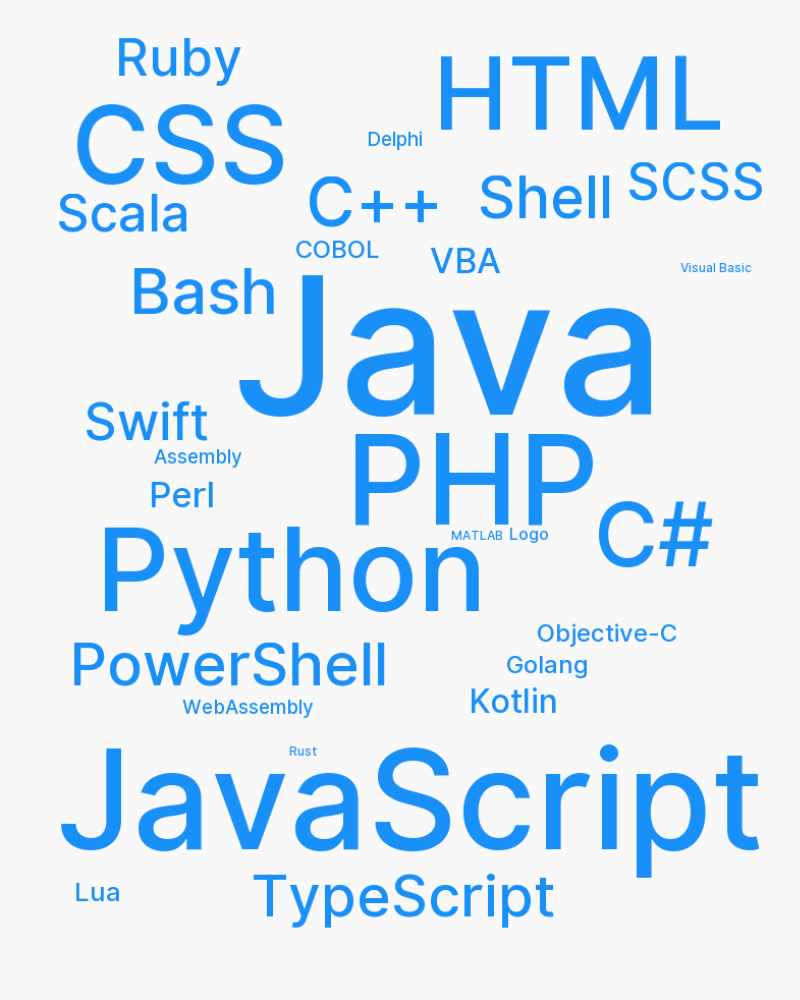 Ruby
HTML
CSS
Delphi
SCSS
Shell
C++
Scala
COBOL
VBA
Visual Basic
Bash
Java
Swift
Assembly
PHP
Perl
C#
MATLAB
Logo
Python
Objective-C
PowerShell
Golang
Kotlin
WebAssembly
Rust
JavaScript
Lua
TypeScript